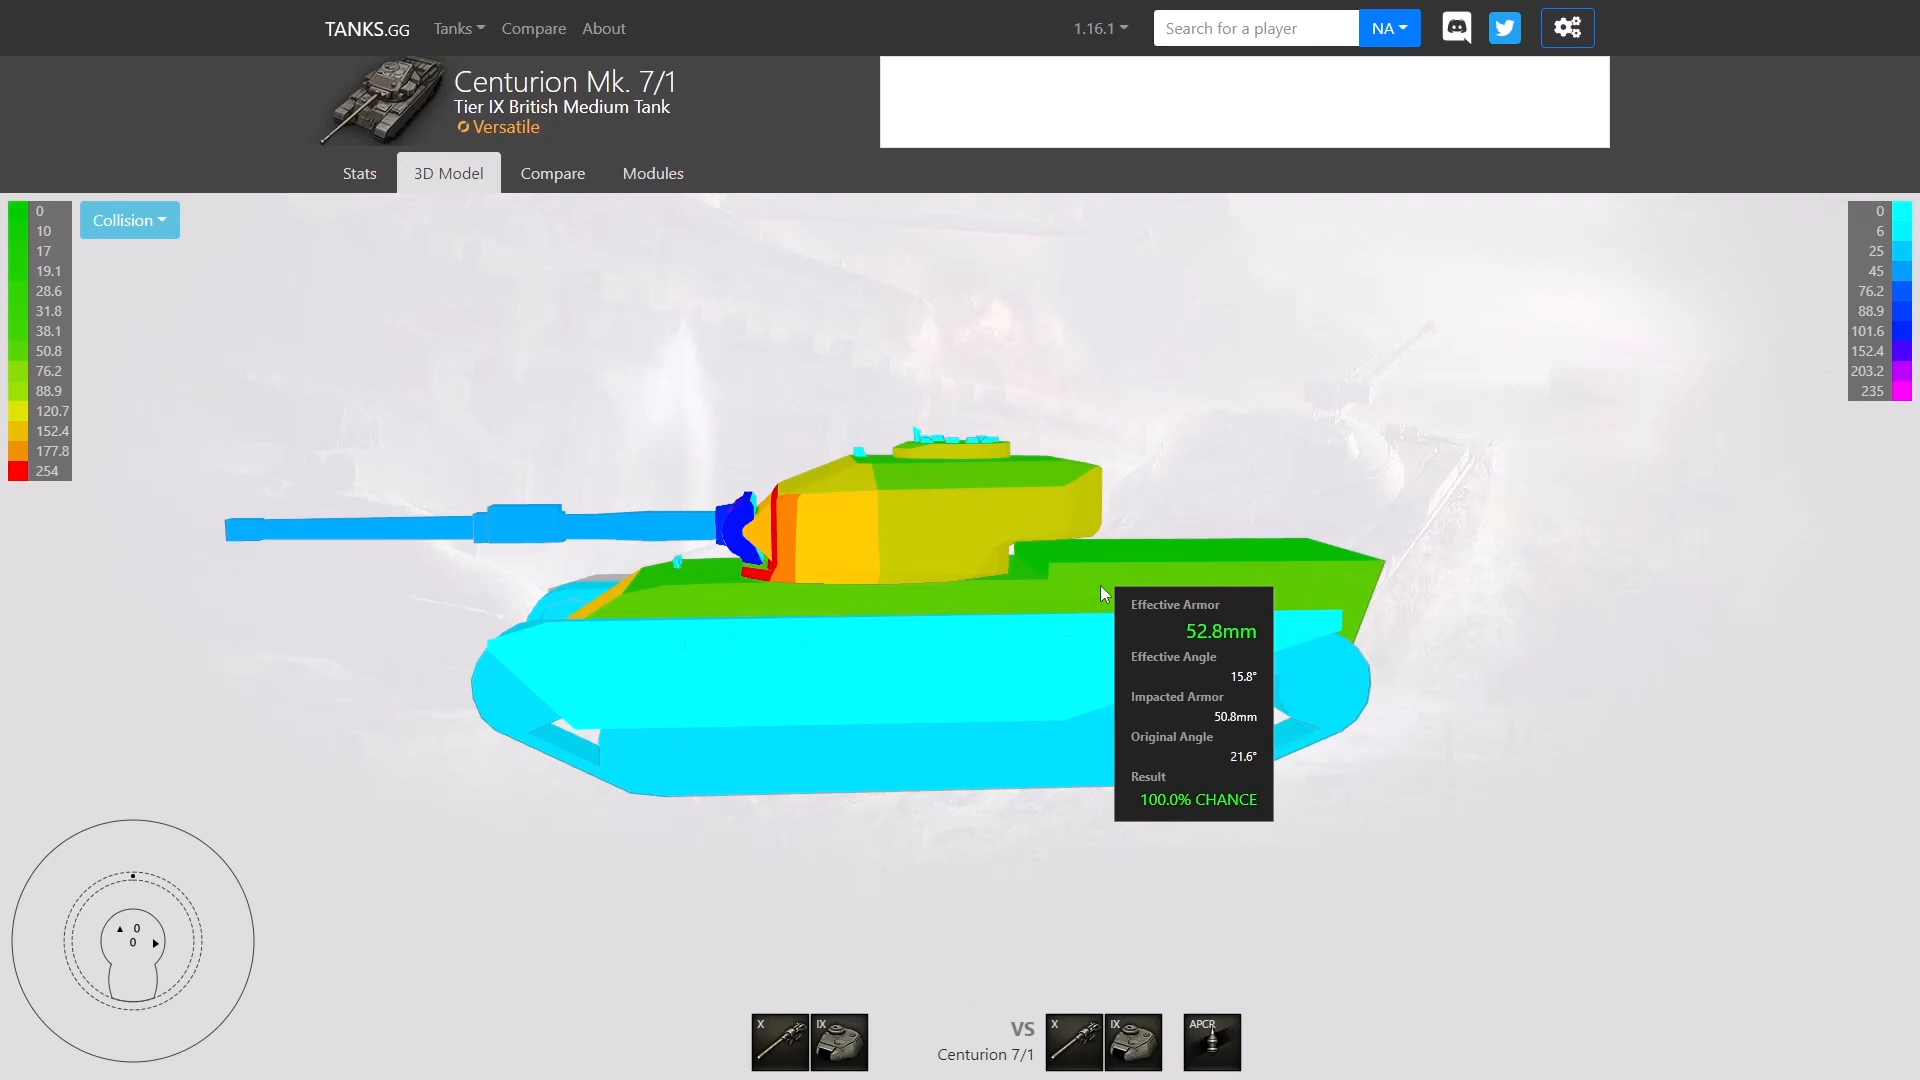 TANKS.GG Tanks Compare About 1.16.1 Search for a player NA
Centurion Mk. 7/1
Tier IX British Medium Tank
Versatile
Stats 3D Model Compare Modules
Collision
0
10
17
19.1
28.6
31.8
38.1
50.8
76.2
88.9
120.7
152.4
177.8
254
0
6
25
45
76.2
88.9
101.6
152.4
203.2
235
Effective Armor
52.8mm
Effective Angle
15.8°
Impacted Armor
50.8mm
Original Angle
21.6°
Result
100.0% CHANCE
0
0
X IX VS X IX APCR
Centurion 7/1